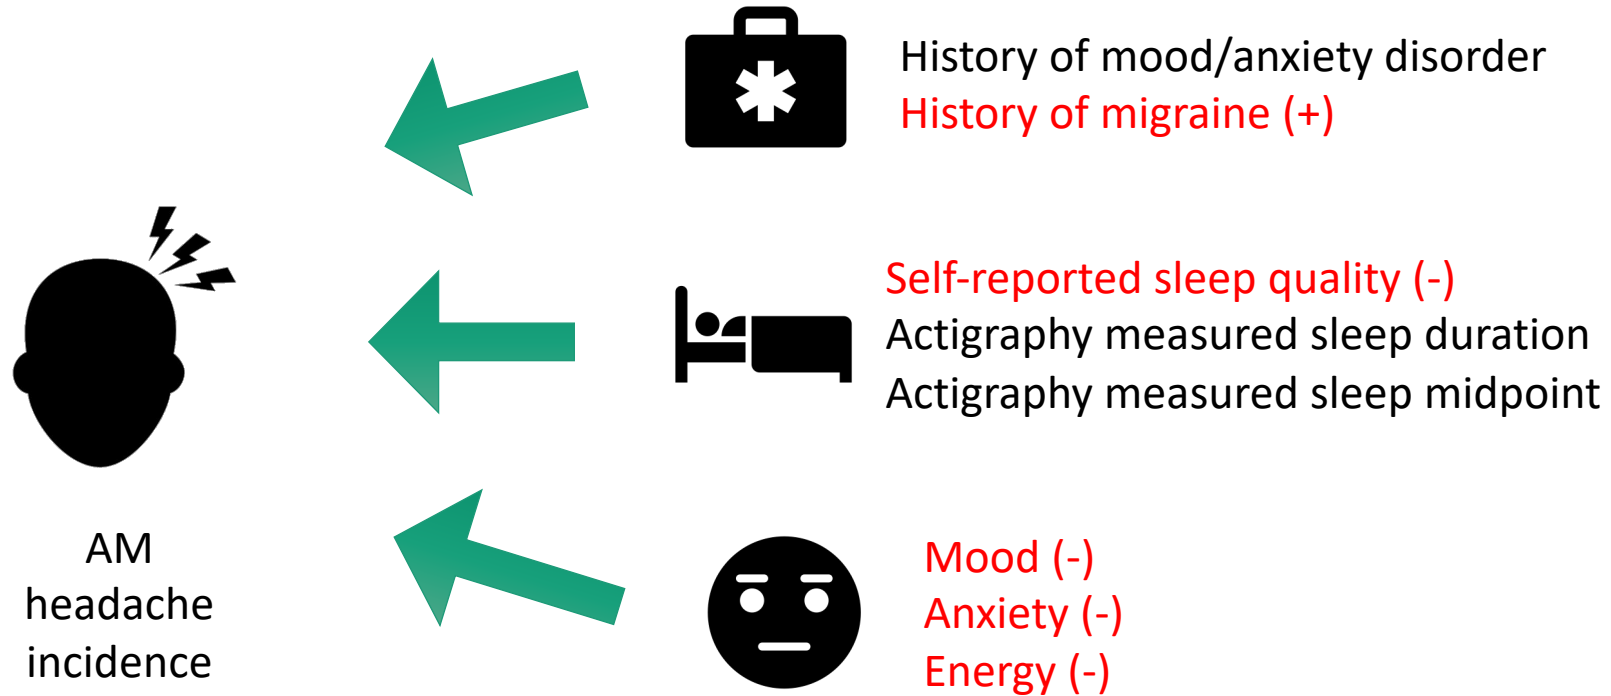 History of mood/anxiety disorder
History of migraine (+)
Self-reported sleep quality (-)
Actigraphy measured sleep duration
Actigraphy measured sleep midpoint
AM
headache
incidence
Mood (-)
Anxiety (-)
Energy (-)